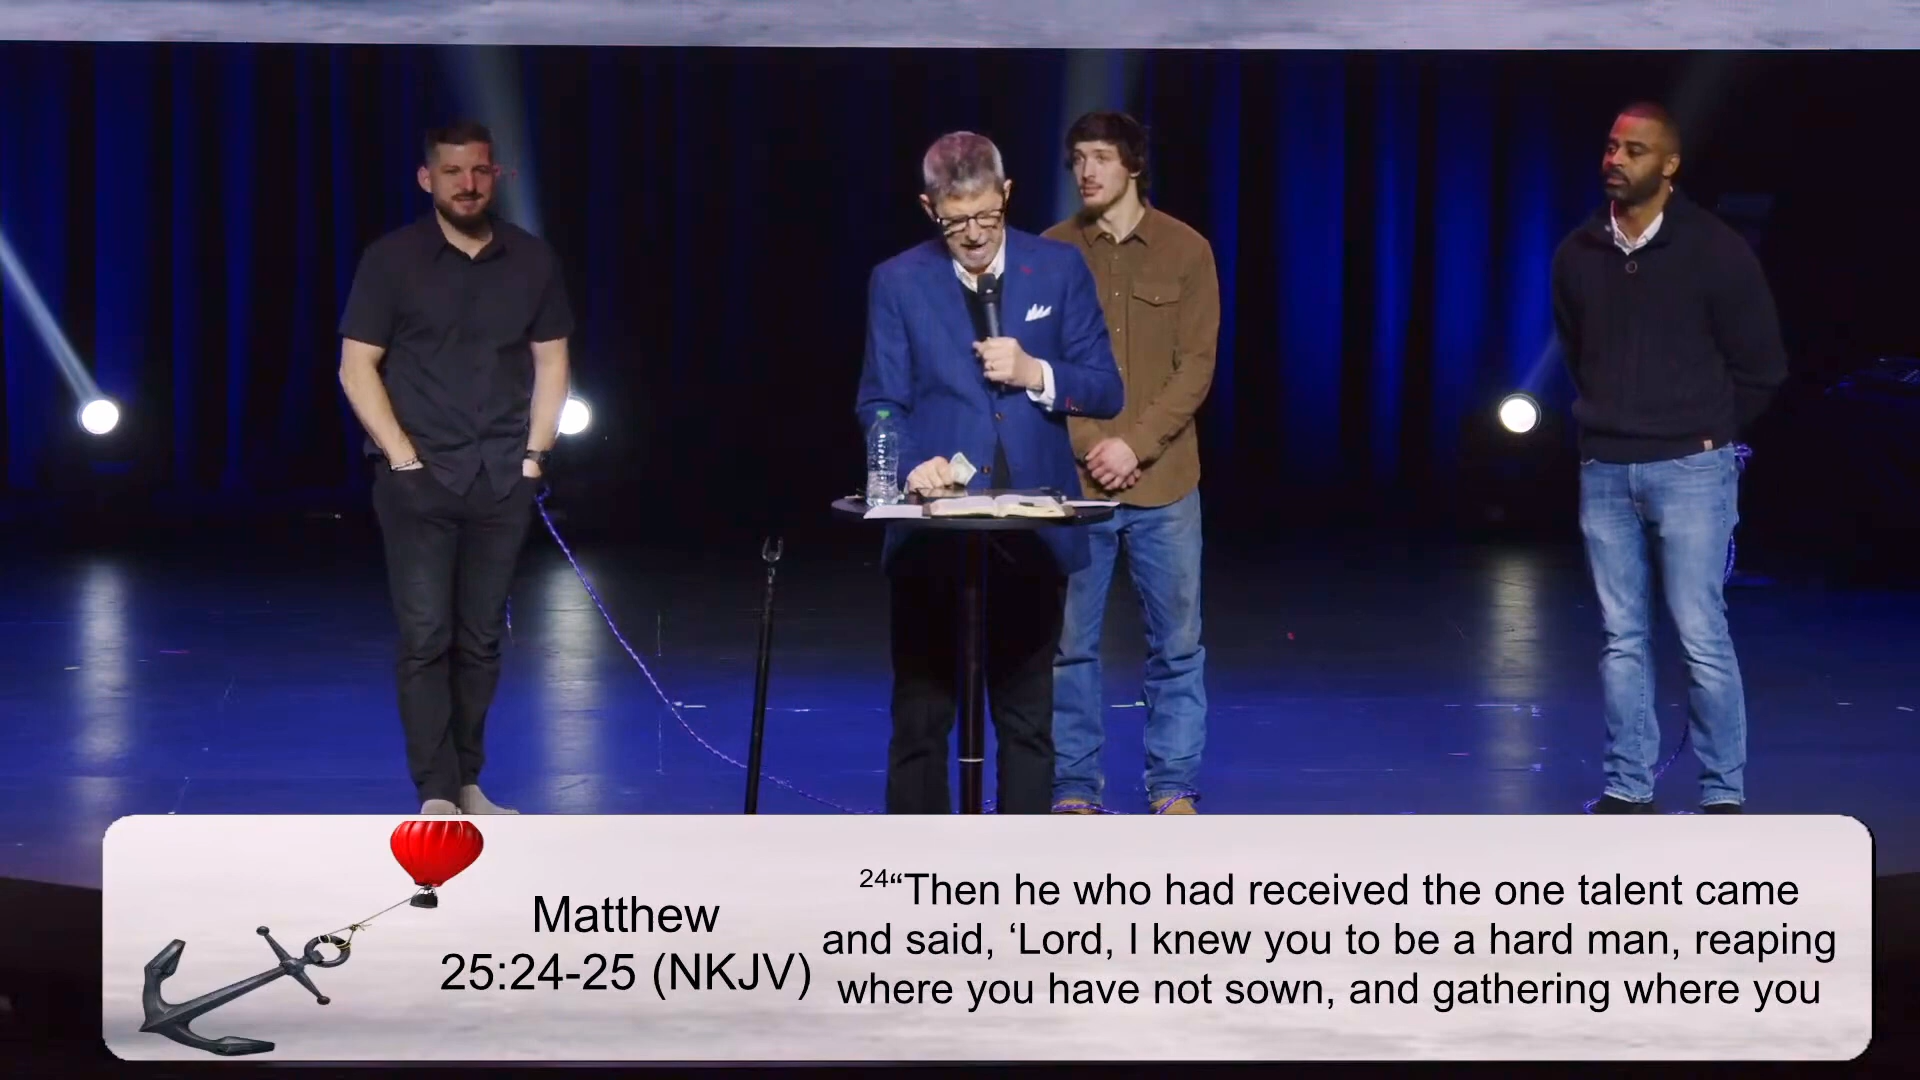 Matthew
25:24-25 (NKJV)
24“Then he who had received the one talent came
and said, ‘Lord, I knew you to be a hard man, reaping
where you have not sown, and gathering where you